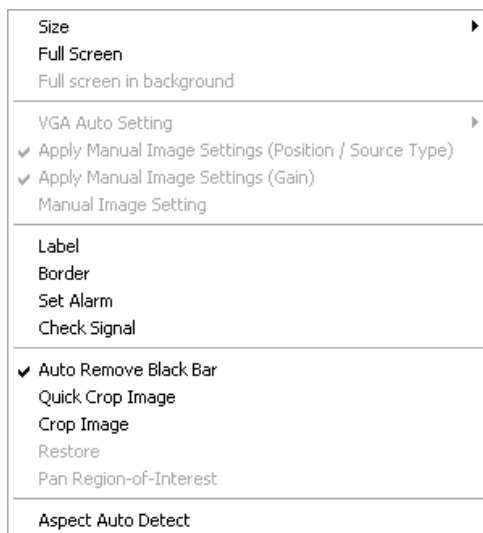 Size
Full Screen
Full screen in background
VGA Auto Setting
Apply Manual Image Settings (Position / Source Type)
Apply Manual Image Settings (Gain)
Manual Image Setting
Label
Border
Set Alarm
Check Signal
Auto Remove Black Bar
Quick Crop Image
Crop Image
Restore
Pan Region-of-Interest
Aspect Auto Detect